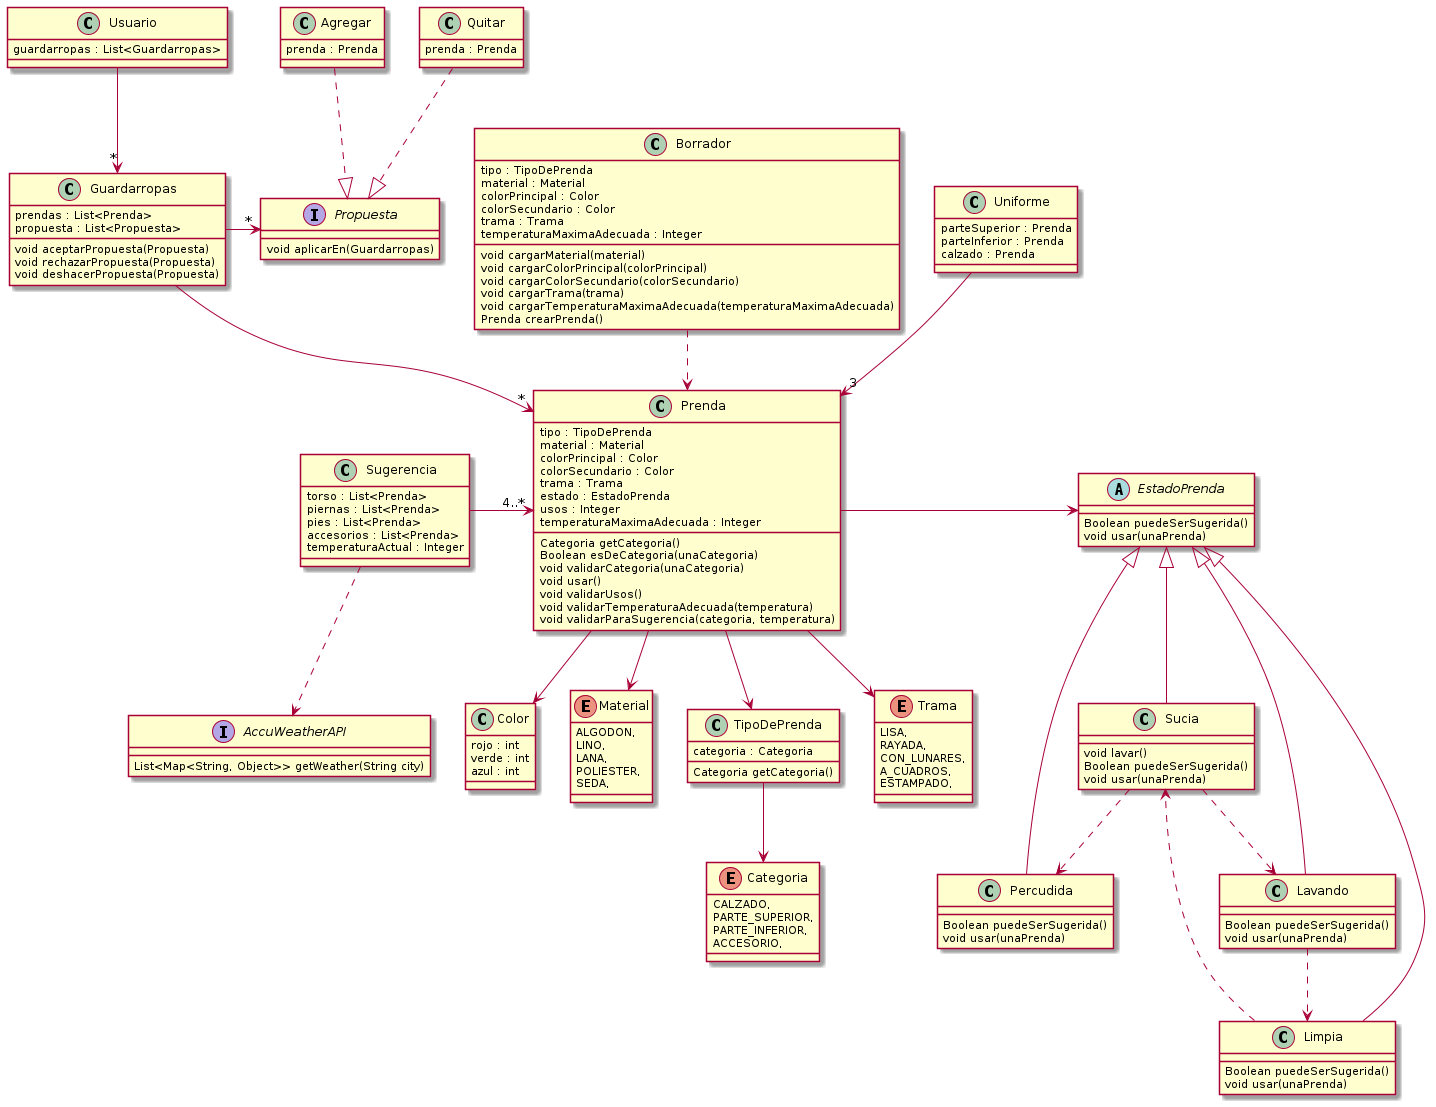 C Usuario
guardarropas : List<Guardarropas>
C Agregar
prenda : Prenda
C Quitar
prenda : Prenda
*
C Guardarropas
prendas : List<Prenda>
propuesta : List<Propuesta>
void aceptarPropuesta(Propuesta)
void rechazarPropuesta(Propuesta)
void deshacerPropuesta(Propuesta)
*
I Propuesta
void aplicarEn(Guardarropas)
C Borrador
tipo : TipoDePrenda
material : Material
colorPrincipal : Color
colorSecundario : Color
trama : Trama
temperaturaMaximaAdecuada : Integer
void cargarMaterial(material)
void cargarColorPrincipal(colorPrincipal)
void cargarColorSecundario(colorSecundario)
void cargarTrama(trama)
void cargarTemperaturaMaximaAdecuada(temperaturaMaximaAdecuada)
Prenda crearPrenda()
C Uniforme
parteSuperior : Prenda
parteInferior : Prenda
calzado : Prenda
3
*
C Prenda
tipo : TipoDePrenda
material : Material
colorPrincipal : Color
colorSecundario : Color
trama : Trama
estado : EstadoPrenda
usos : Integer
temperaturaMaximaAdecuada : Integer
Categoria getCategoria()
Boolean esDeCategoria(unaCategoria)
void validarCategoria(unaCategoria)
void usar()
void validarUsos()
void validarTemperaturaAdecuada(temperatura)
void validarParaSugerencia(categoria, temperatura)
C Sugerencia
torso : List<Prenda>
piernas : List<Prenda>
pies : List<Prenda>
accesorios : List<Prenda>
temperaturaActual : Integer
4..*
A EstadoPrenda
Boolean puedeSerSugerida()
void usar(unaPrenda)
I AccuWeatherAPI
List<Map<String, Object>> getWeather(String city)
C Color
rojo : int
verde : int
azul : int
E Material
ALGODON,
LINO,
LANA,
POLIESTER,
SEDA,
C TipoDePrenda
categoria : Categoria
Categoria getCategoria()
E Trama
LISA,
RAYADA,
CON_LUNARES,
A_CUADROS,
ESTAMPADO,
C Sucia
void lavar()
Boolean puedeSerSugerida()
void usar(unaPrenda)
E Categoria
CALZADO,
PARTE_SUPERIOR,
PARTE_INFERIOR,
ACCESORIO,
C Percudida
Boolean puedeSerSugerida()
void usar(unaPrenda)
C Lavando
Boolean puedeSerSugerida()
void usar(unaPrenda)
C Limpia
Boolean puedeSerSugerida()
void usar(unaPrenda)